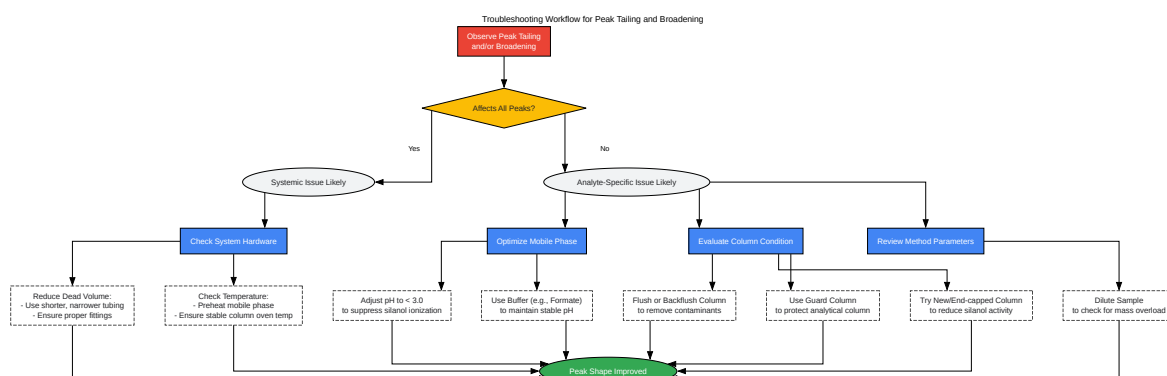 Troubleshooting Workflow for Peak Tailing and Broadening
Observe Peak Tailing
and/or Broadening
Affects All Peaks?
Yes
No
Systemic Issue Likely
Analyte-Specific Issue Likely
Check System Hardware
Optimize Mobile Phase
Evaluate Column Condition
Review Method Parameters
Reduce Dead Volume:
- Use shorter, narrower tubing
- Ensure proper fittings
Check Temperature:
- Preheat mobile phase
- Ensure stable column oven temp
Adjust pH to < 3.0
to suppress silanol ionization
Use Buffer (e.g., Formate)
to maintain stable pH
Flush or Backflush Column
to remove contaminants
Use Guard Column
to protect analytical column
Try New/End-capped Column
to reduce silanol activity
Dilute Sample
to check for mass overload
Peak Shape Improved